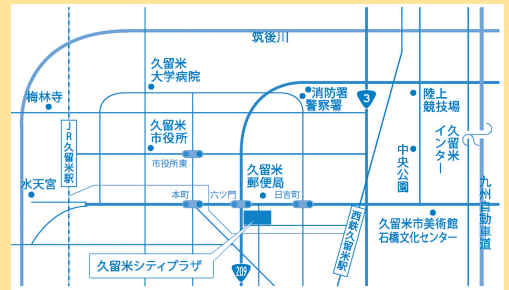 筑後川
久留米
大学病院
梅林寺
消防署
警察署
3
陸上
競技場
久留米
インター
久留米
市役所
JR久留米駅
市役所東
中央公園
水天宮
久留米
郵便局
本町
六ツ門
日吉町
九州自動車道
西鉄久留米駅
久留米市美術館
石橋文化センター
久留米シティプラザ
209